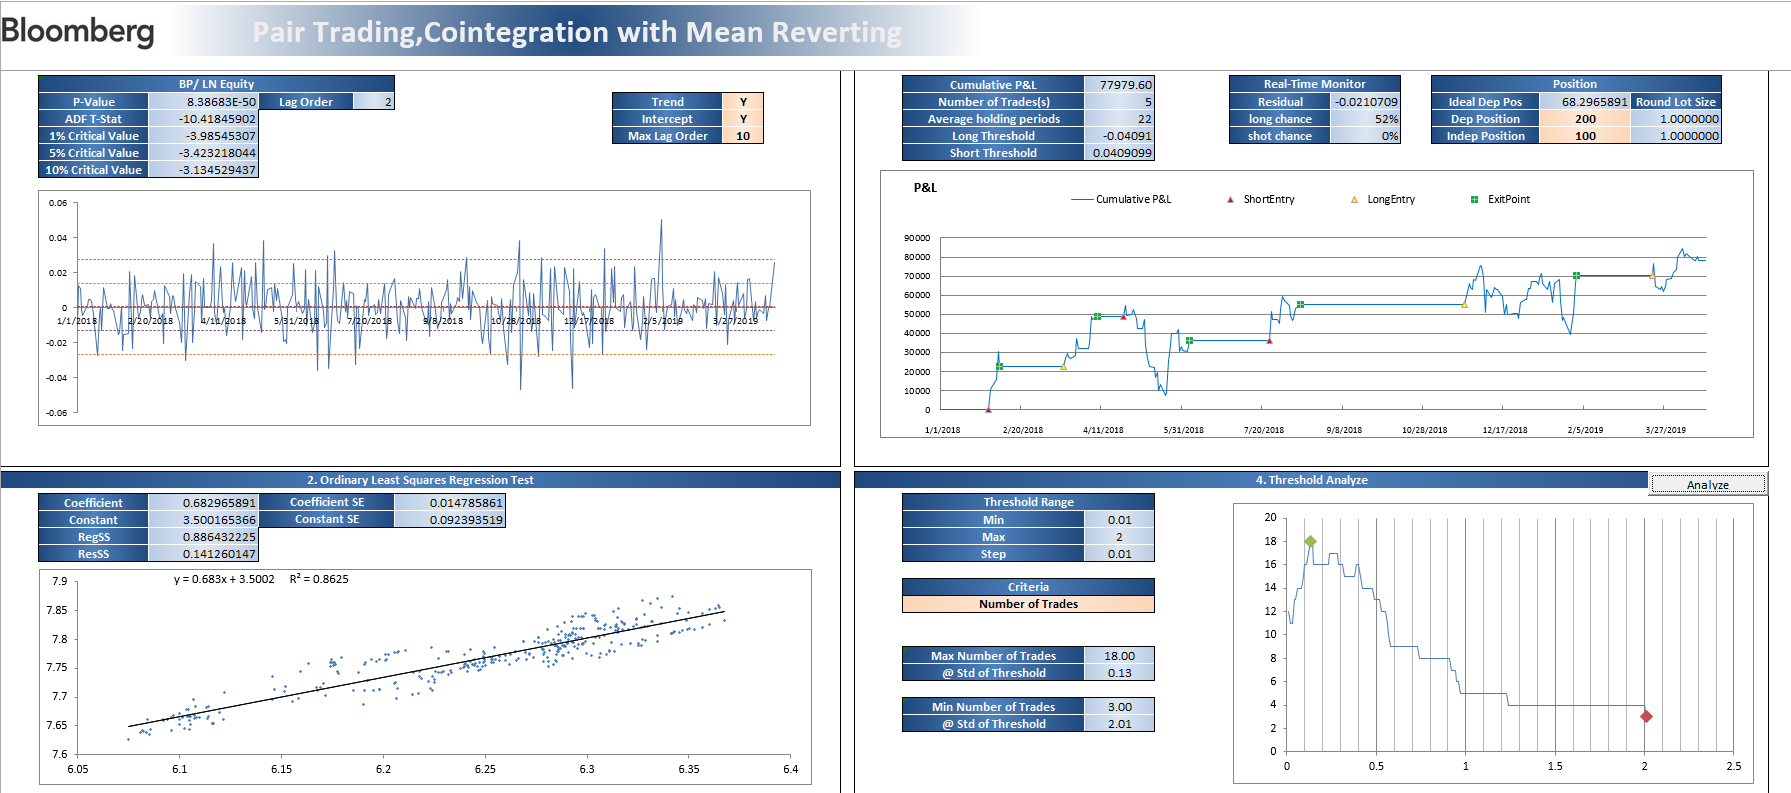 Bloomberg
Pair Trading,Cointegration with Mean Reverting
BP/ LN Equity
P-Value 8.38683E-50 Lag Order 2
ADF T-Stat -10.41845902
1% Critical Value -3.98545307
5% Critical Value -3.423218044
10% Critical Value -3.134529437
Trend Y
Intercept Y
Max Lag Order 10
0.06
0.04
0.02
0
-0.02
-0.04
-0.06
1/1/2018 2/20/2018 4/11/2018 5/31/2018 7/20/2018 9/8/2018 10/28/2018 12/17/2018 2/5/2019 3/27/2019
Cumulative P&L 77979.60
Number of Trades(s) 5
Average holding periods 22
Long Threshold -0.04091
Short Threshold 0.0409099
Real-Time Monitor
Residual -0.0210709
long chance 52%
shot chance 0%
Position
Ideal Dep Pos 68.2965891 Round Lot Size
Dep Position 200 1.0000000
Indep Position 100 1.0000000
P&L
Cumulative P&L ShortEntry LongEntry ExitPoint
90000
80000
70000
60000
50000
40000
30000
20000
10000
0
1/1/2018 2/20/2018 4/11/2018 5/31/2018 7/20/2018 9/8/2018 10/28/2018 12/17/2018 2/5/2019 3/27/2019
2. Ordinary Least Squares Regression Test
Coefficient 0.682965891 Coefficient SE 0.014785861
Constant 3.500165366 Constant SE 0.092393519
RegSS 0.886432225
ResSS 0.141260147
y = 0.683x + 3.5002 R² = 0.8625
7.9
7.85
7.8
7.75
7.7
7.65
7.6
6.05 6.1 6.15 6.2 6.25 6.3 6.35 6.4
4. Threshold Analyze
Analyze
Threshold Range
Min 0.01
Max 2
Step 0.01
Criteria
Number of Trades
Max Number of Trades 18.00
@ Std of Threshold 0.13
Min Number of Trades 3.00
@ Std of Threshold 2.01
20
18
16
14
12
10
8
6
4
2
0
0 0.5 1 1.5 2 2.5